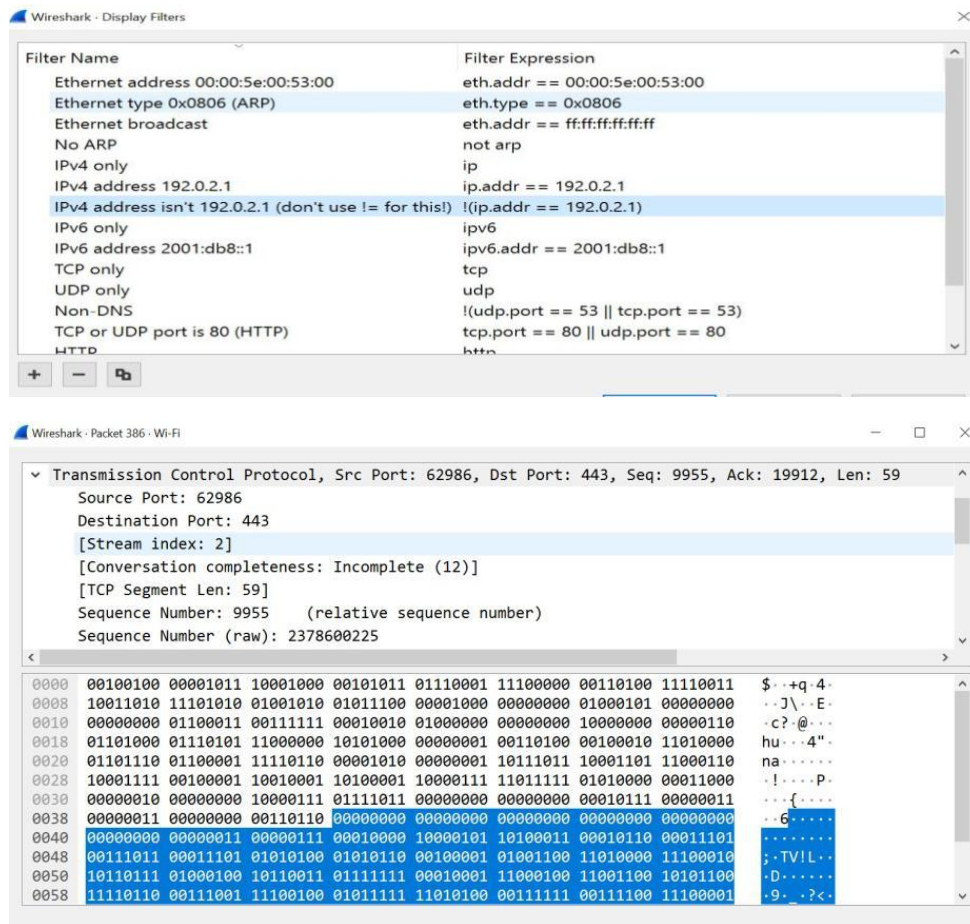 Wireshark · Display Filters
Filter Name Filter Expression
Ethernet address 00:00:5e:00:53:00 eth.addr == 00:00:5e:00:53:00
Ethernet type 0x0806 (ARP) eth.type == 0x0806
Ethernet broadcast eth.addr == ff:ff:ff:ff:ff:ff
No ARP not arp
IPv4 only ip
IPv4 address 192.0.2.1 ip.addr == 192.0.2.1
IPv4 address isn't 192.0.2.1 (don't use != for this!) !(ip.addr == 192.0.2.1)
IPv6 only ipv6
IPv6 address 2001:db8::1 ipv6.addr == 2001:db8::1
TCP only tcp
UDP only udp
Non-DNS !(udp.port == 53 || tcp.port == 53)
TCP or UDP port is 80 (HTTP) tcp.port == 80 || udp.port == 80
HTTP http
Wireshark · Packet 386 · Wi-Fi
Transmission Control Protocol, Src Port: 62986, Dst Port: 443, Seq: 9955, Ack: 19912, Len: 59
Source Port: 62986
Destination Port: 443
[Stream index: 2]
[Conversation completeness: Incomplete (12)]
[TCP Segment Len: 59]
Sequence Number: 9955 (relative sequence number)
Sequence Number (raw): 2378600225
0000 00100100 00001011 10001000 00101011 01110001 11100000 00110100 11110011 $··+q·4·
0008 10011010 11101010 01001010 01011100 00001000 00000000 01000101 00000000 ··J\··E·
0010 00000000 01100011 00111111 00010010 01000000 00000000 10000000 00000110 ·c?·@···
0018 01101000 01110101 11000000 10101000 00000001 00110100 00100010 11010000 hu···4"·
0020 01101110 01100001 11110110 00001010 00000001 10111011 10001101 11000110 na······
0028 10001111 00100001 10010001 10100001 10000111 11011111 01010000 00011000 ·!····P·
0030 00000010 00000000 10000111 01111011 00000000 00000000 00010111 00000011 ···{····
0038 00000011 00000000 00110110 00000000 00000000 00000000 00000000 00000000 ··6·····
0040 00000000 00000011 00000111 00010000 10000101 10100011 00010110 00011101 ········
0048 00111011 00011101 01010100 01010110 00100001 01001100 11010000 11100010 ;·TV!L··
0050 10110111 01000100 10110011 01111111 00010001 11000100 11001100 10101100 ·D······
0058 11110110 00111001 11100100 01011111 11010100 00111111 00111100 11100001 ·9·_·?<·